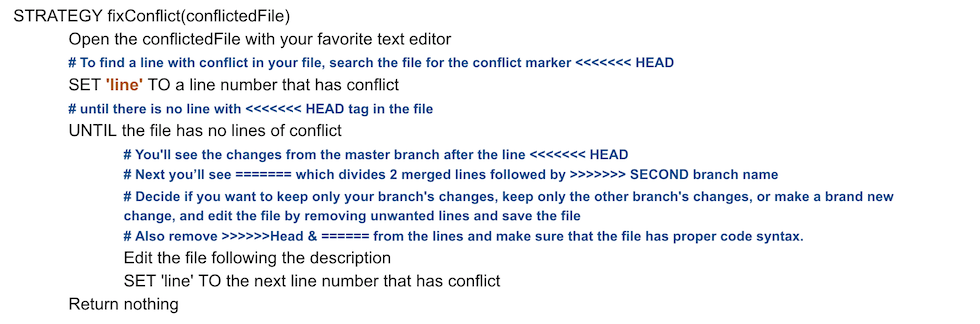 STRATEGY fixConflict(conflictedFile)
Open the conflictedFile with your favorite text editor
# To find a line with conflict in your file, search the file for the conflict marker <<<<<<< HEAD
SET 'line' TO a line number that has conflict
# until there is no line with <<<<<<< HEAD tag in the file
UNTIL the file has no lines of conflict
# You'll see the changes from the master branch after the line <<<<<<< HEAD
# Next you'll see ======= which divides 2 merged lines followed by >>>>>>> SECOND branch name
# Decide if you want to keep only your branch's changes, keep only the other branch's changes, or make a brand new
change, and edit the file by removing unwanted lines and save the file
# Also remove >>>>>>Head & ====== from the lines and make sure that the file has proper code syntax.
Edit the file following the description
SET 'line' TO the next line number that has conflict
Return nothing